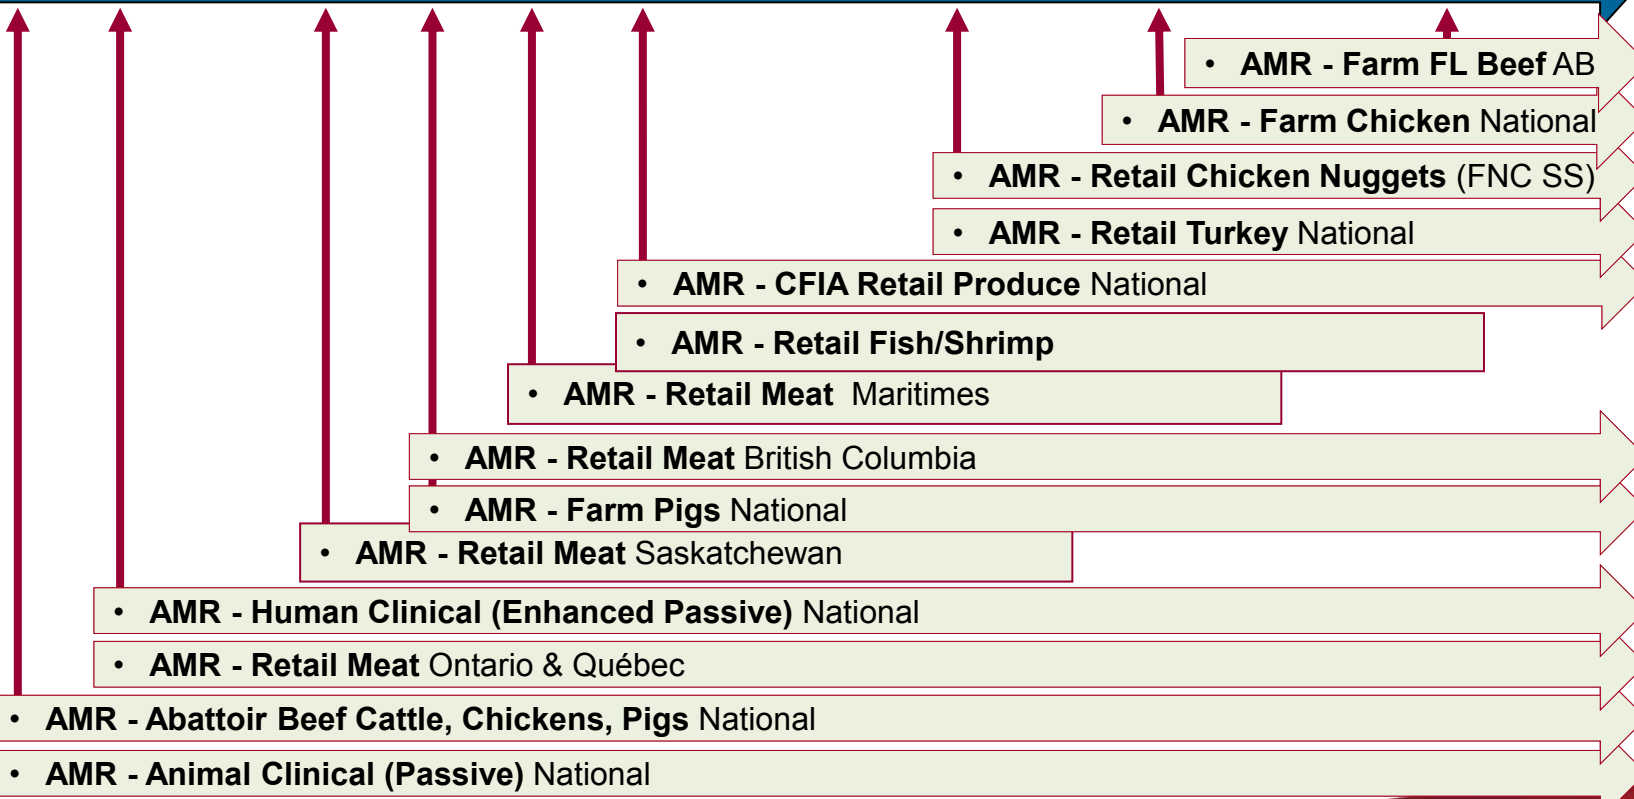 • AMR - Farm FL Beef AB
• AMR - Farm Chicken National
• AMR - Retail Chicken Nuggets (FNC SS)
• AMR - Retail Turkey National
• AMR - CFIA Retail Produce National
• AMR - Retail Fish/Shrimp
• AMR - Retail Meat Maritimes
• AMR - Retail Meat British Columbia
• AMR - Farm Pigs National
• AMR - Retail Meat Saskatchewan
• AMR - Human Clinical (Enhanced Passive) National
• AMR - Retail Meat Ontario & Québec
• AMR - Abattoir Beef Cattle, Chickens, Pigs National
• AMR - Animal Clinical (Passive) National